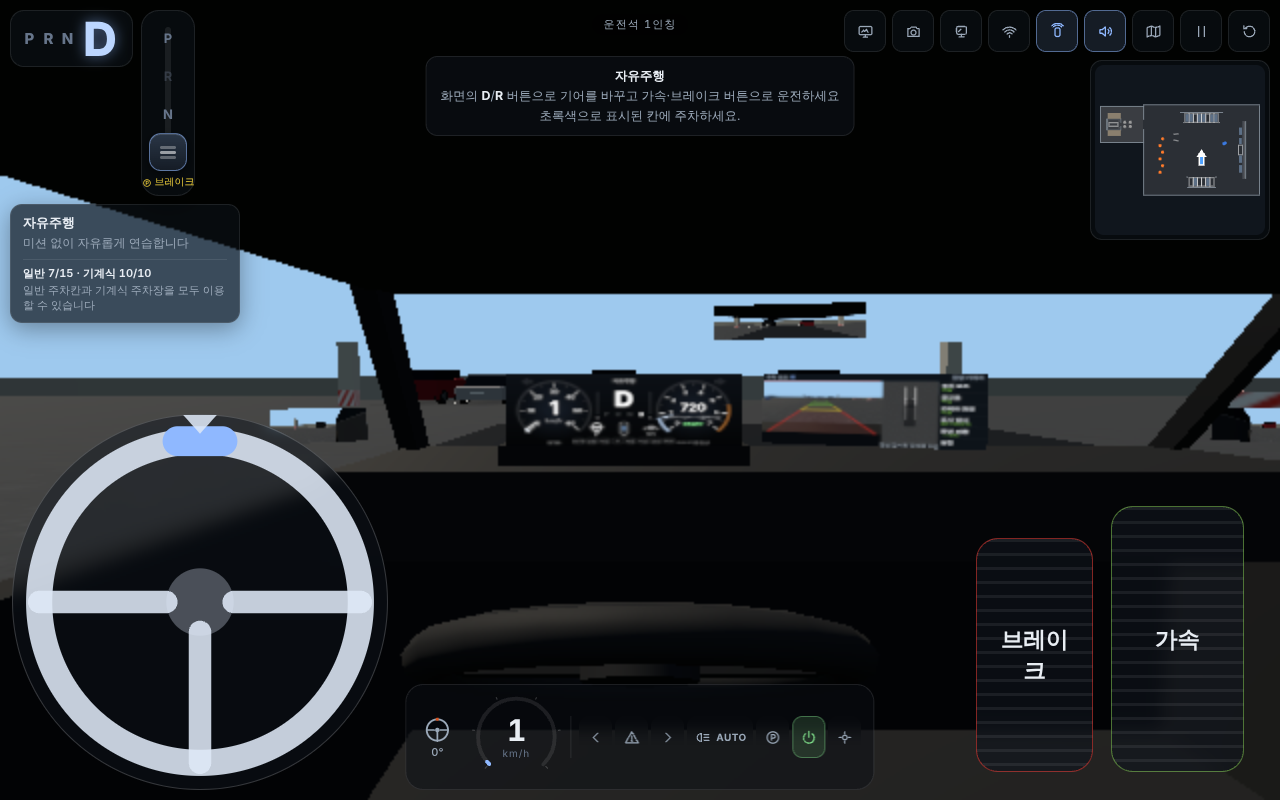 P R N D
P
R
N
Ⓟ 브레이크
운전석 1인칭
자유주행
화면의 D/R 버튼으로 기어를 바꾸고 가속·브레이크 버튼으로 운전하세요
초록색으로 표시된 칸에 주차하세요.
자유주행
미션 없이 자유롭게 연습합니다
일반 7/15 · 기계식 10/10
일반 주차칸과 기계식 주차장을 모두 이용
할 수 있습니다
1
D
720
브레이
크
가속
0°
1
km/h
AUTO